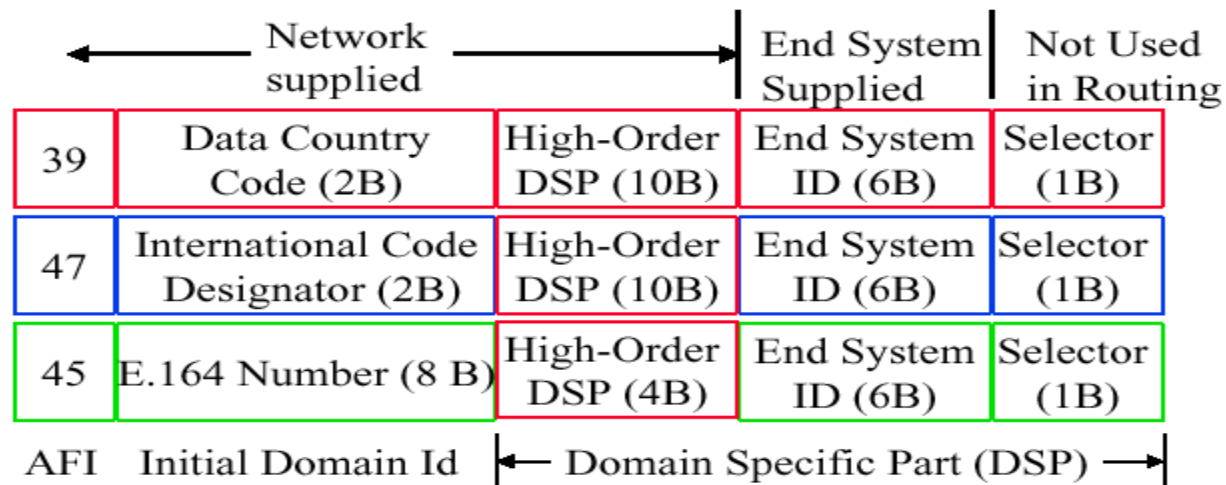 Network
supplied
End System
Supplied
Not Used
in Routing
39
Data Country
Code (2B)
High-Order
DSP (10B)
End System
ID (6B)
Selector
(1B)
47
International Code
Designator (2B)
High-Order
DSP (10B)
End System
ID (6B)
Selector
(1B)
45
E.164 Number (8 B)
High-Order
DSP (4B)
End System
ID (6B)
Selector
(1B)
AFI
Initial Domain Id
Domain Specific Part (DSP)